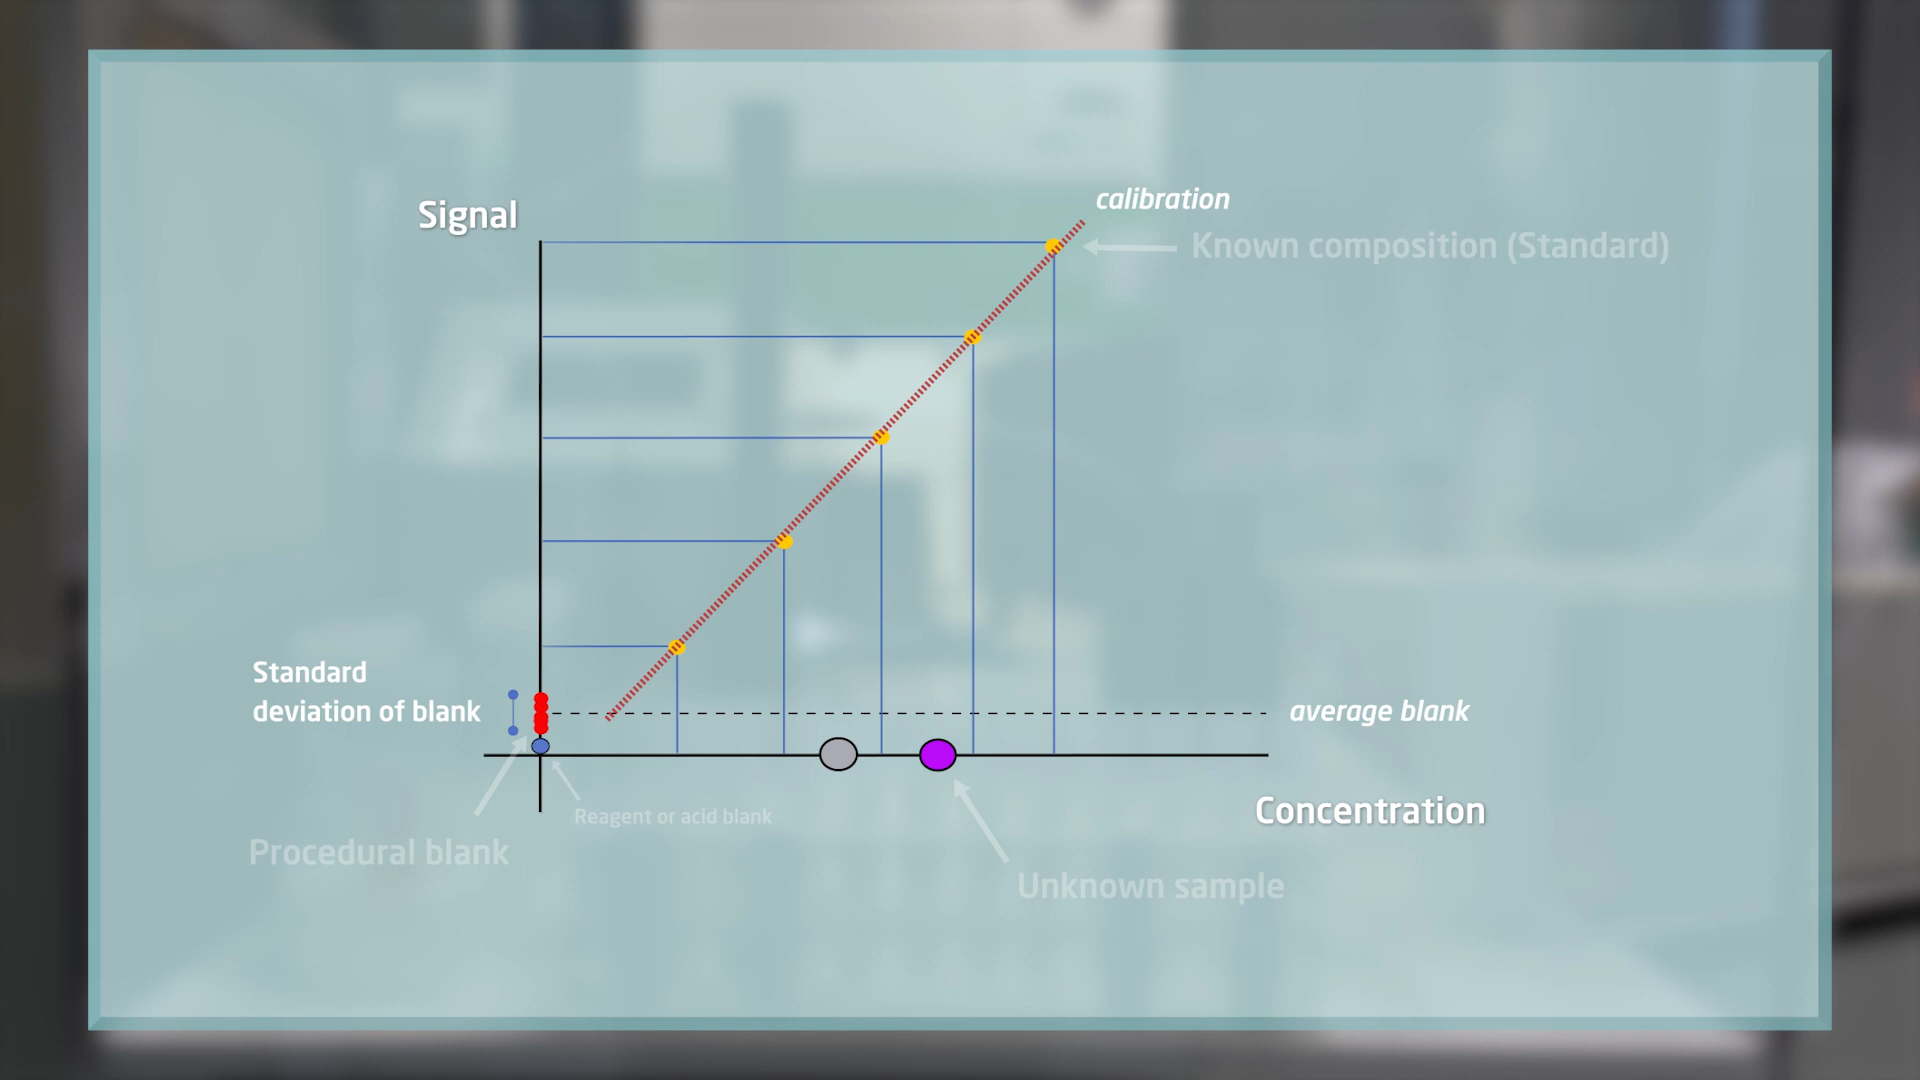 calibration
Signal
Known composition (Standard)
Standard
deviation of blank
average blank
Reagent or acid blank
Concentration
Procedural blank
Unknown sample